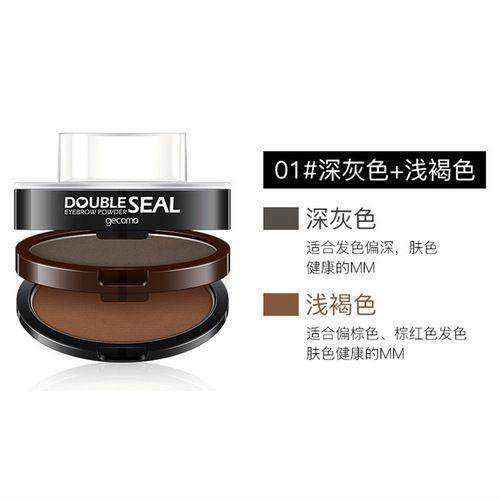 DOUBLE SEAL
EYEBROW POWDER
gecomo
01#深灰色+浅褐色
深灰色
适合发色偏深，肤色
健康的MM
浅褐色
适合偏棕色、棕红色发色
肤色健康的MM